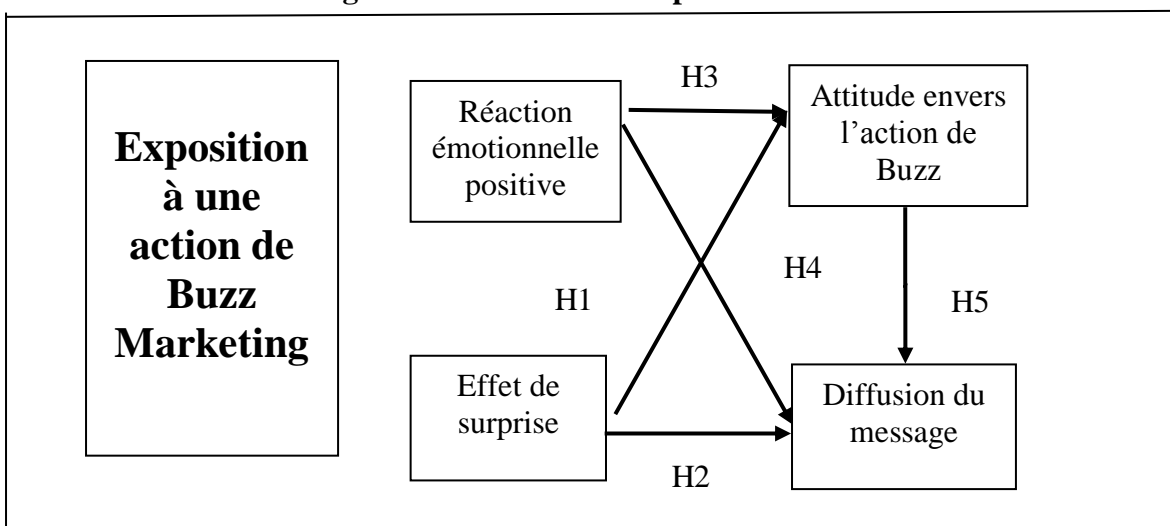 Exposition
à une
action de
Buzz
Marketing
Réaction
émotionnelle
positive
H3
Attitude envers
l'action de
Buzz
H1
H4
H5
Effet de
surprise
H2
Diffusion du
message